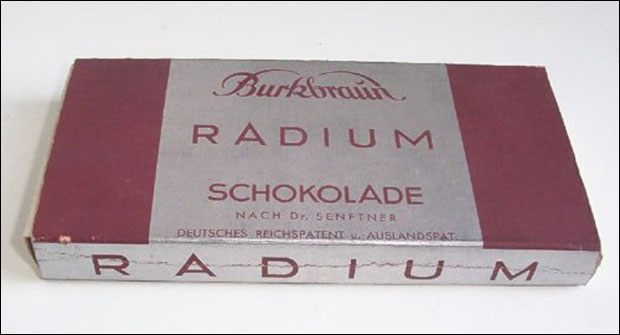 Burkbraun
RADIUM
SCHOKOLADE
NACH Dr. SENFTNER
DEUTSCHES REICHSPATENT u. AUSLANDSPAT.
RADIUM